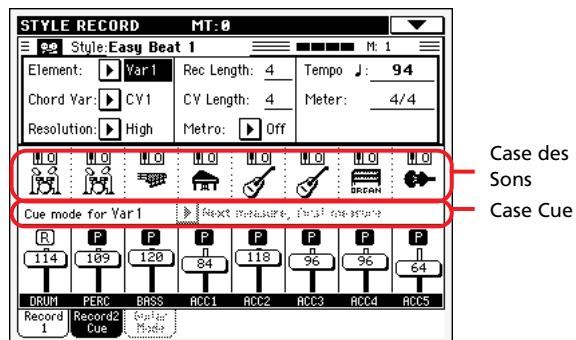 STYLE RECORD MT:0
Style:Easy Beat 1 M: 1
Element: Var1 Rec Length: 4 Tempo ♩: 94
Chord Var: CV1 CV Length: 4 Meter: 4/4
Resolution: High Metro: Off
ORGAN
Case des
Sons
Cue mode for Var1 Next measure, first measure
Case Cue
R P P P P P P P
114 109 120 84 118 96 96 64
DRUM PERC BASS ACC1 ACC2 ACC3 ACC4 ACC5
Record
1
Record2
Cue
Guitar
Mode